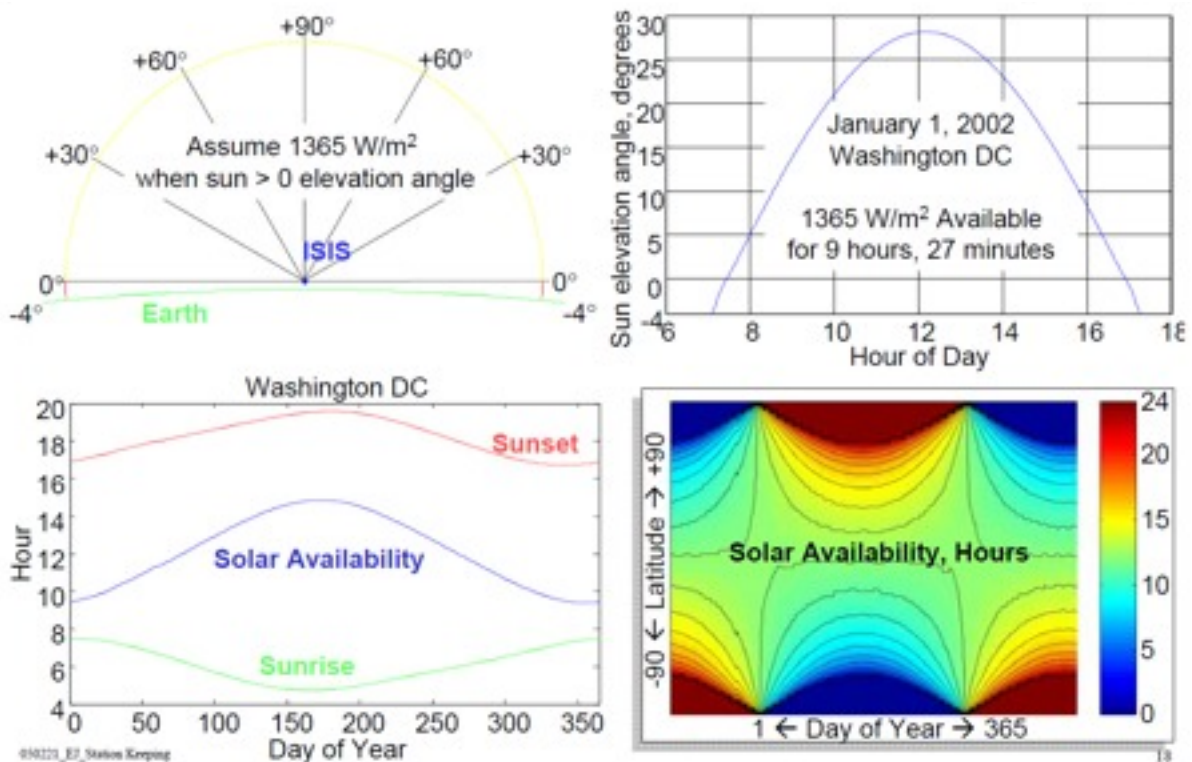 +90°
+60°
+60°
+30°
+30°
Assume 1365 W/m²
when sun > 0 elevation angle
ISIS
0°
0°
-4°
-4°
Earth
Sun elevation angle, degrees
30
25
20
15
10
5
0
-4
January 1, 2002
Washington DC
1365 W/m² Available
for 9 hours, 27 minutes
6 8 10 12 14 16 18
Hour of Day
Washington DC
Hour
20
18
16
14
12
10
8
6
4
Sunset
Solar Availability
Sunrise
0 50 100 150 200 250 300 350
Day of Year
-90 ← Latitude → +90
Solar Availability, Hours
1 ← Day of Year → 365
24
20
15
10
5
0
Station Keeping
18